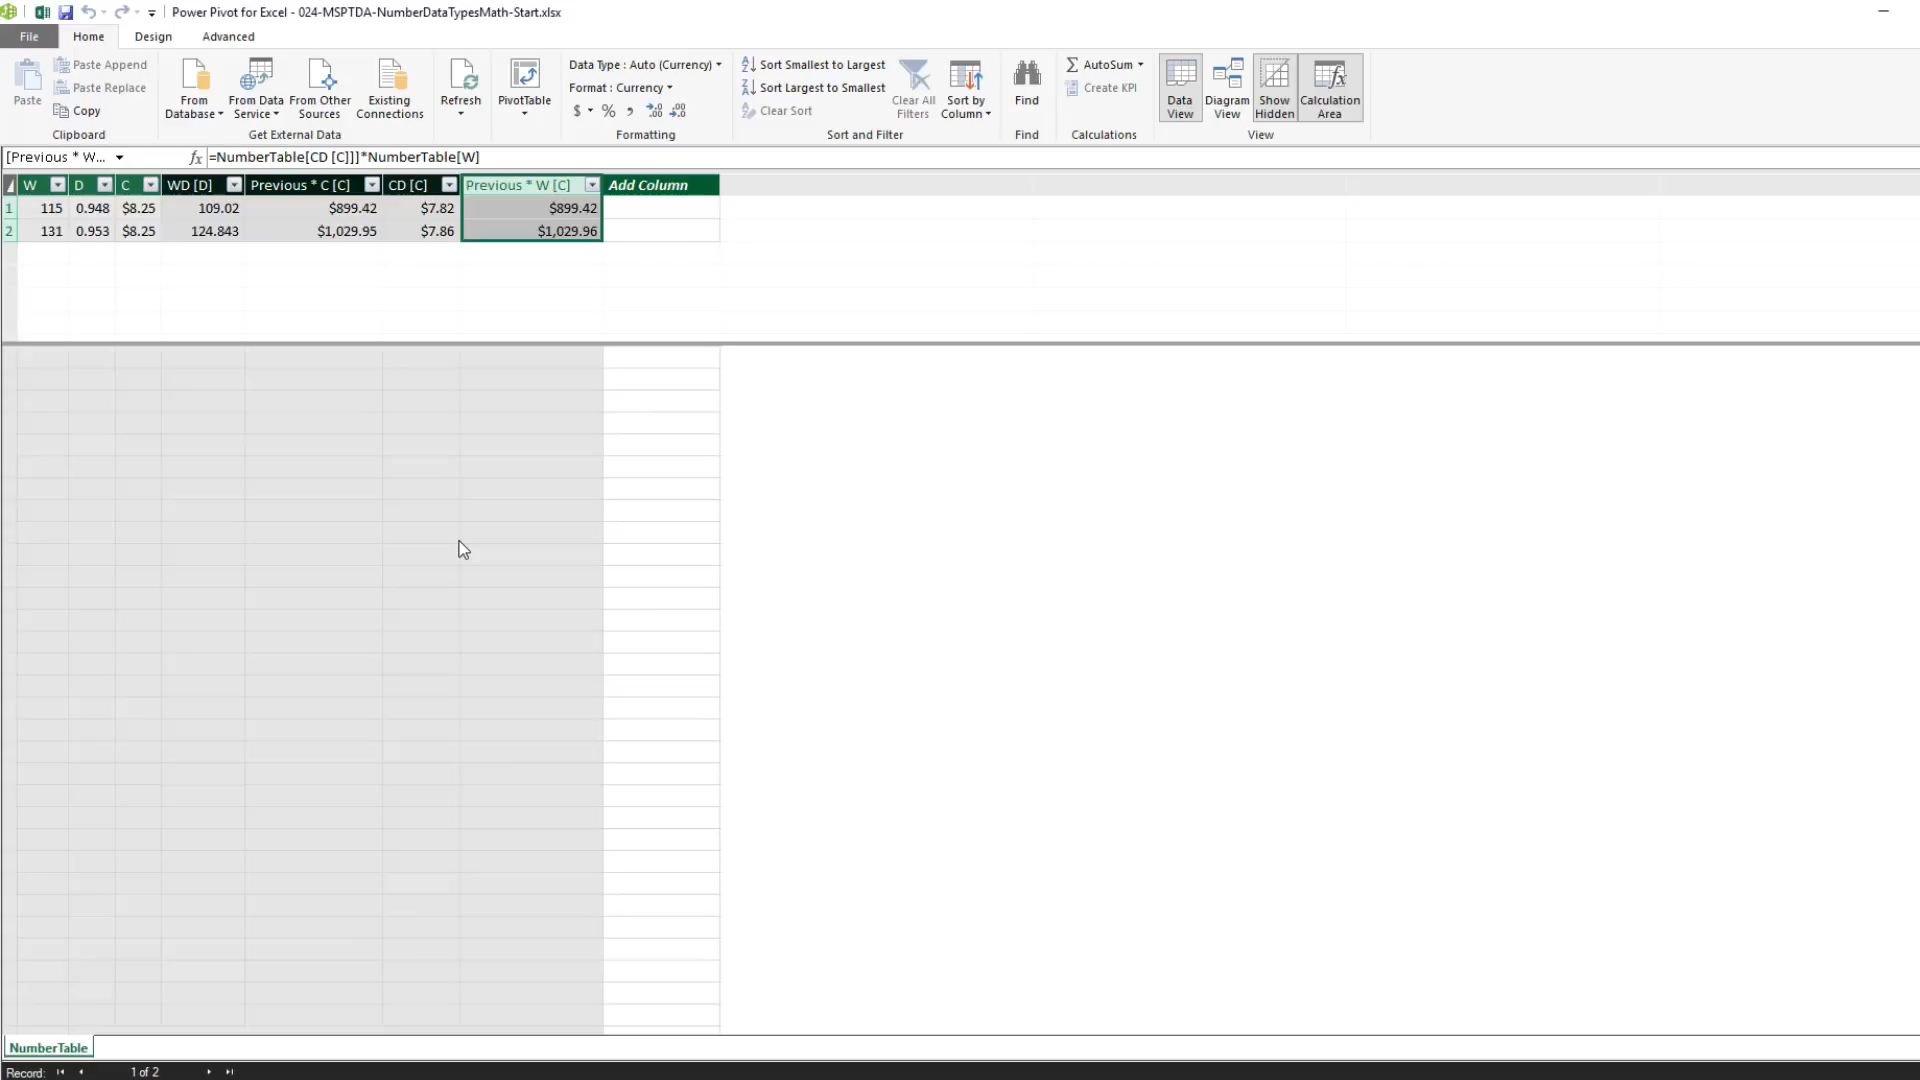 Power Pivot for Excel - 024-MSPTDA-NumberDataTypesMath-Start.xlsx
File Home Design Advanced
Paste
Paste Append
Paste Replace
Copy
Clipboard
From Database
From Data Service
From Other Sources
Existing Connections
Get External Data
Refresh
PivotTable
Data Type : Auto (Currency)
Format : Currency
$ % , .00 .00
Formatting
Sort Smallest to Largest
Sort Largest to Smallest
Clear Sort
Clear All Filters
Sort by Column
Sort and Filter
Find
Find
AutoSum
Create KPI
Calculations
Data View
Diagram View
Show Hidden
Calculation Area
View
[Previous * W... fx =NumberTable[CD [C]]]*NumberTable[W]
W D C WD [D] Previous * C [C] CD [C] Previous * W [C] Add Column
1 115 0.948 $8.25 109.02 $899.42 $7.82 $899.42
2 131 0.953 $8.25 124.843 $1,029.95 $7.86 $1,029.96
NumberTable
Record: 1 of 2